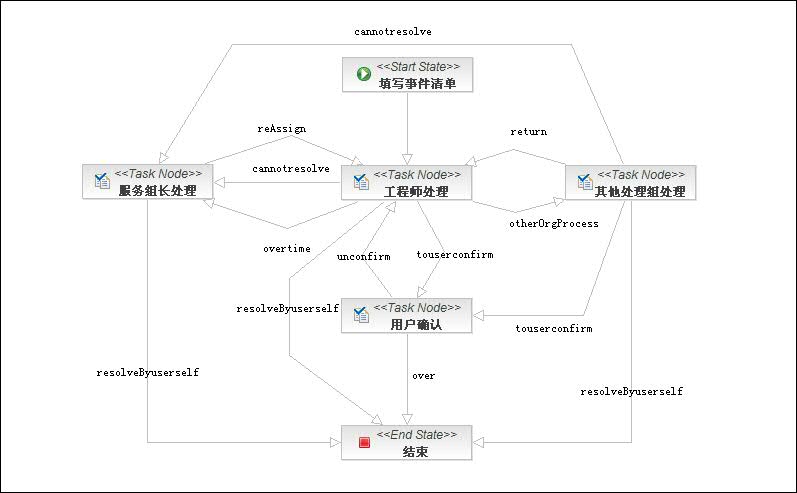 cannotresolve
<<Start State>>
填写事件清单
reAssign
return
<<Task Node>>
服务组长处理
cannotresolve
<<Task Node>>
工程师处理
<<Task Node>>
其他处理组处理
otherOrgProcess
overtime
unconfirm
touserconfirm
resolveByuserself
<<Task Node>>
用户确认
touserconfirm
resolveByuserself
over
resolveByuserself
<<End State>>
结束